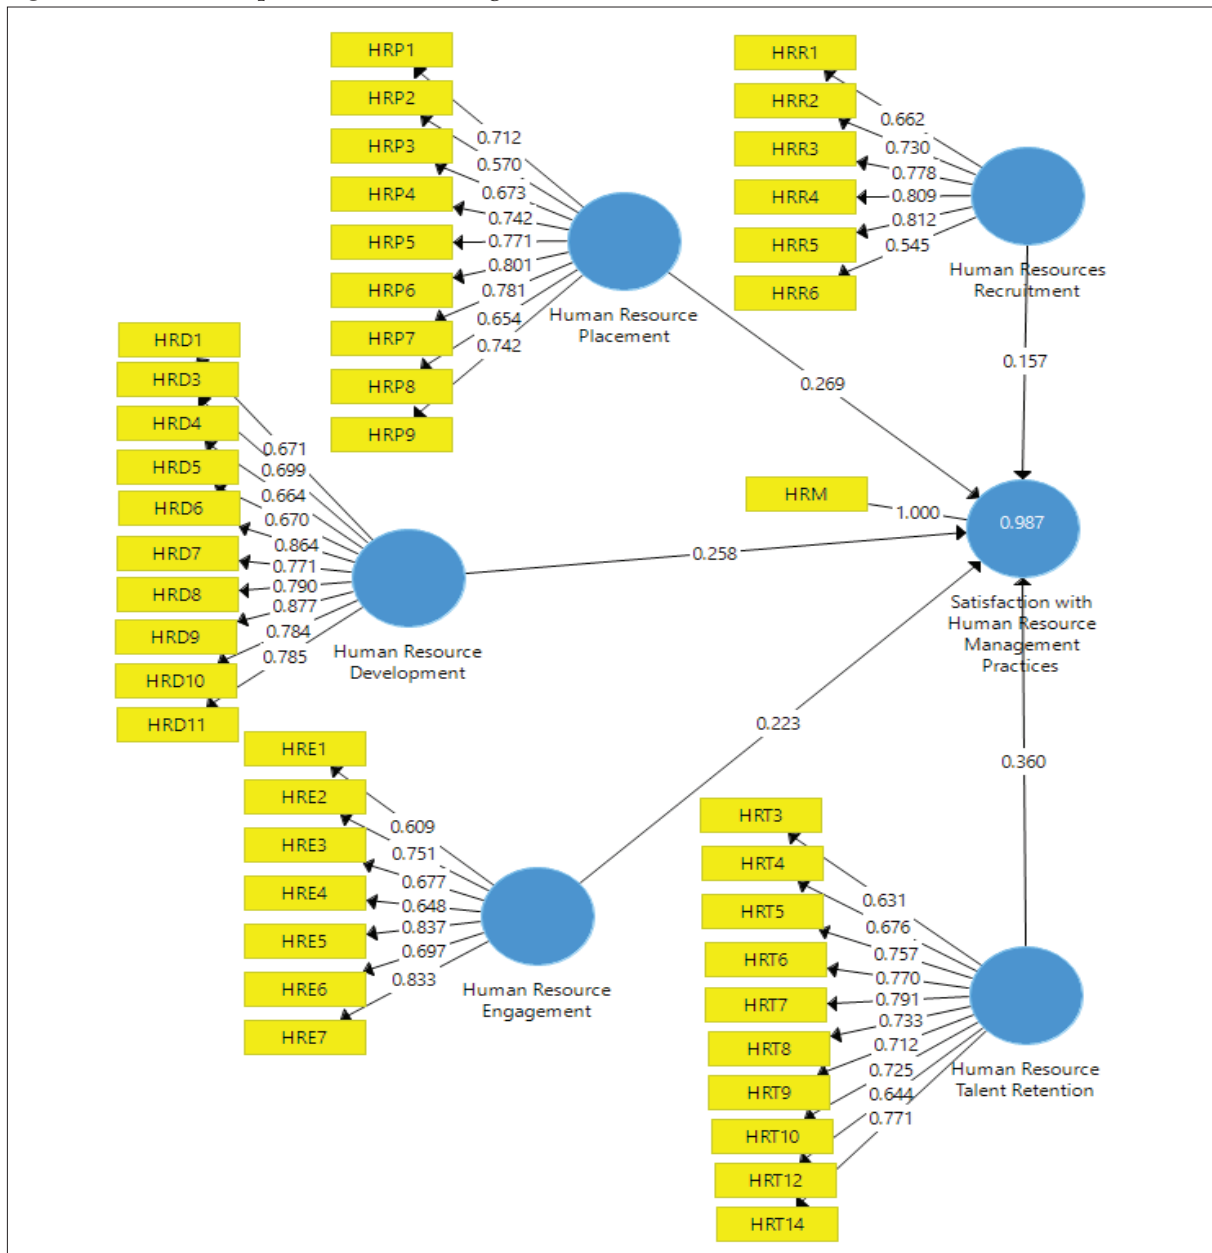 HRP1
HRP2
HRP3
HRP4
HRP5
HRP6
HRP7
HRP8
HRP9
0.712
0.570
0.673
0.742
0.771
0.801
0.781
0.654
0.742
Human Resource
Placement
HRR1
HRR2
HRR3
HRR4
HRR5
HRR6
0.662
0.730
0.778
0.809
0.812
0.545
Human Resources
Recruitment
0.269
0.157
HRD1
HRD3
HRD4
HRD5
HRD6
HRD7
HRD8
HRD9
HRD10
HRD11
0.671
0.699
0.664
0.670
0.864
0.771
0.790
0.877
0.784
0.785
Human Resource
Development
0.258
HRM
1.000
0.987
Satisfaction with
Human Resource
Management
Practices
0.223
0.360
HRE1
HRE2
HRE3
HRE4
HRE5
HRE6
HRE7
0.609
0.751
0.677
0.648
0.837
0.697
0.833
Human Resource
Engagement
HRT3
HRT4
HRT5
HRT6
HRT7
HRT8
HRT9
HRT10
HRT12
HRT14
0.631
0.676
0.757
0.770
0.791
0.733
0.712
0.725
0.644
0.771
Human Resource
Talent Retention